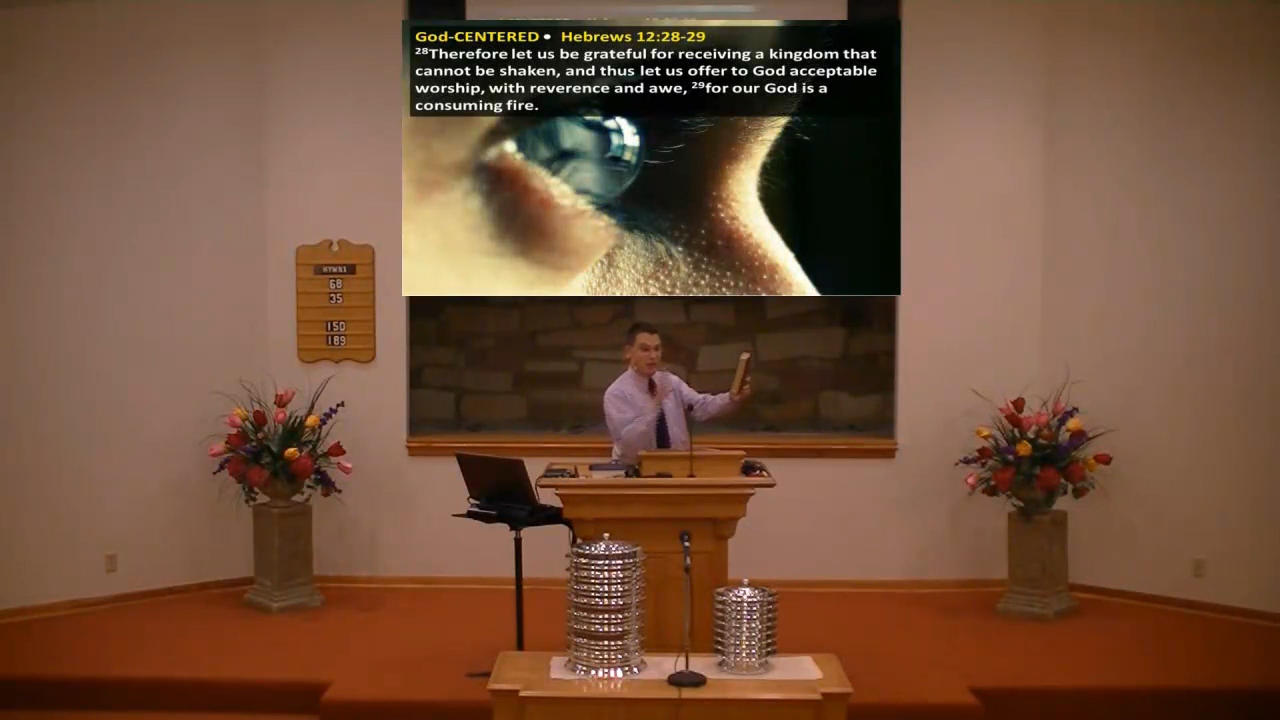 God-CENTERED • Hebrews 12:28-29
28Therefore let us be grateful for receiving a kingdom that
cannot be shaken, and thus let us offer to God acceptable
worship, with reverence and awe, 29for our God is a
consuming fire.
HYMNS
68
35
150
189